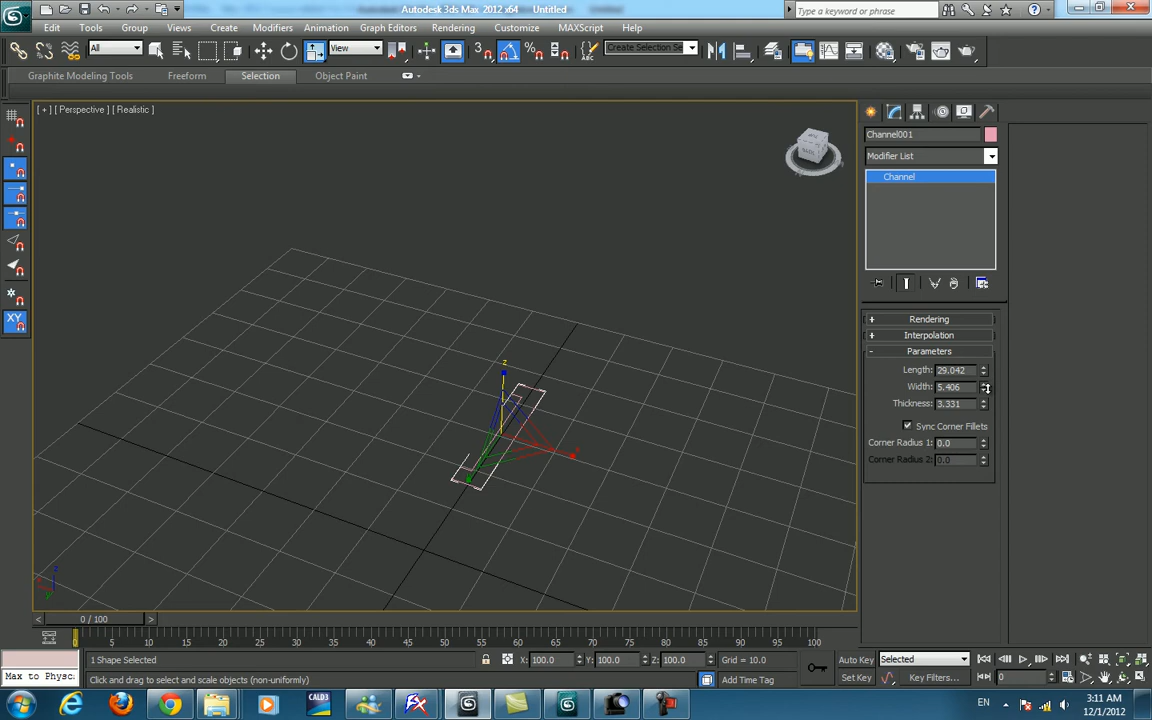 Autodesk 3ds Max 2012 x64 Untitled
Type a keyword or phrase
Edit Tools Group Views Create Modifiers Animation Graph Editors Rendering Customize MAXScript Help
All View 3 % Create Selection Se
Graphite Modeling Tools Freeform Selection Object Paint
[ + ] [ Perspective ] [ Realistic ]
Channel001
Modifier List
Channel
+ Rendering
+ Interpolation
- Parameters
Length: 29.042
Width: 5.406
Thickness: 3.331
Sync Corner Fillets
Corner Radius 1: 0.0
Corner Radius 2: 0.0
XY
z
x
z
< 0 / 100 >
0 5 10 15 20 25 30 35 40 45 50 55 60 65 70 75 80 85 90 95 100
1 Shape Selected X: 100.0 Y: 100.0 Z: 100.0 Grid = 10.0 Auto Key Selected
Max to Physc. Click and drag to select and scale objects (non-uniformly) Add Time Tag Set Key Key Filters... 0
CALD3
EN 3:11 AM
12/1/2012